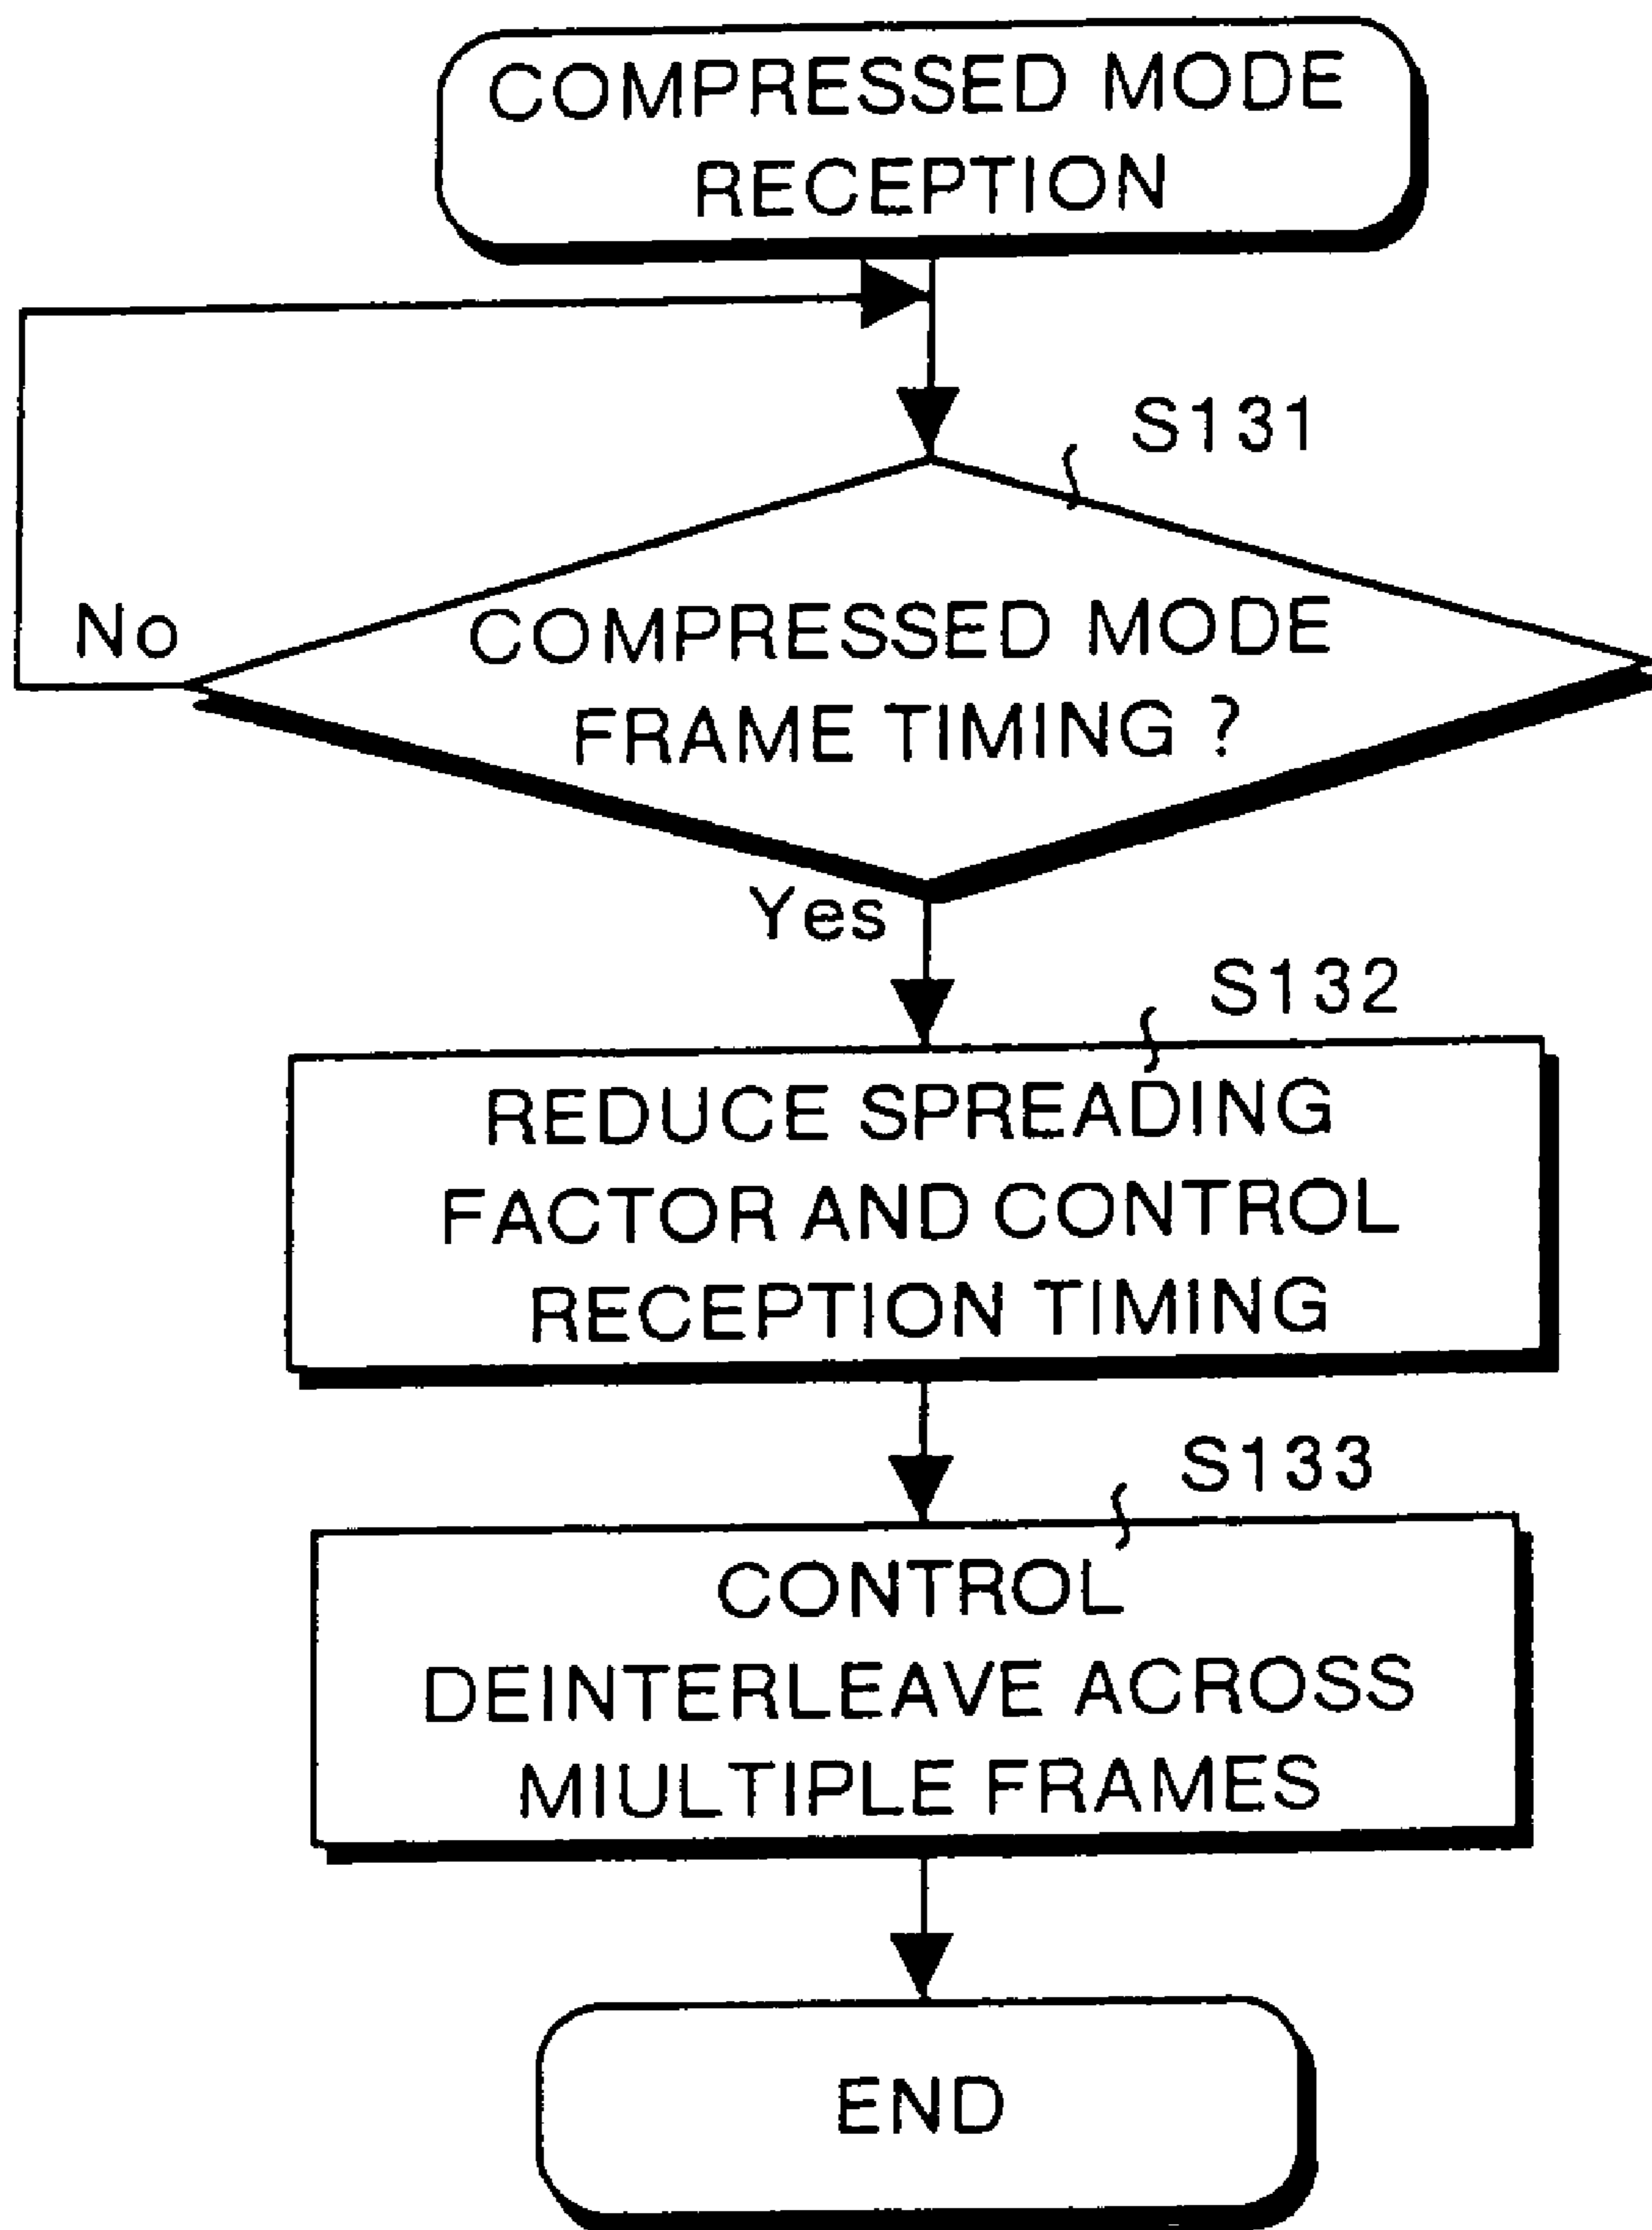 COMPRESSED MODE
RECEPTION
S131
No
COMPRESSED MODE
FRAME TIMING ?
Yes
S132
REDUCE SPREADING
FACTOR AND CONTROL
RECEPTION TIMING
S133
CONTROL
DEINTERLEAVE ACROSS
MIULTIPLE FRAMES
END